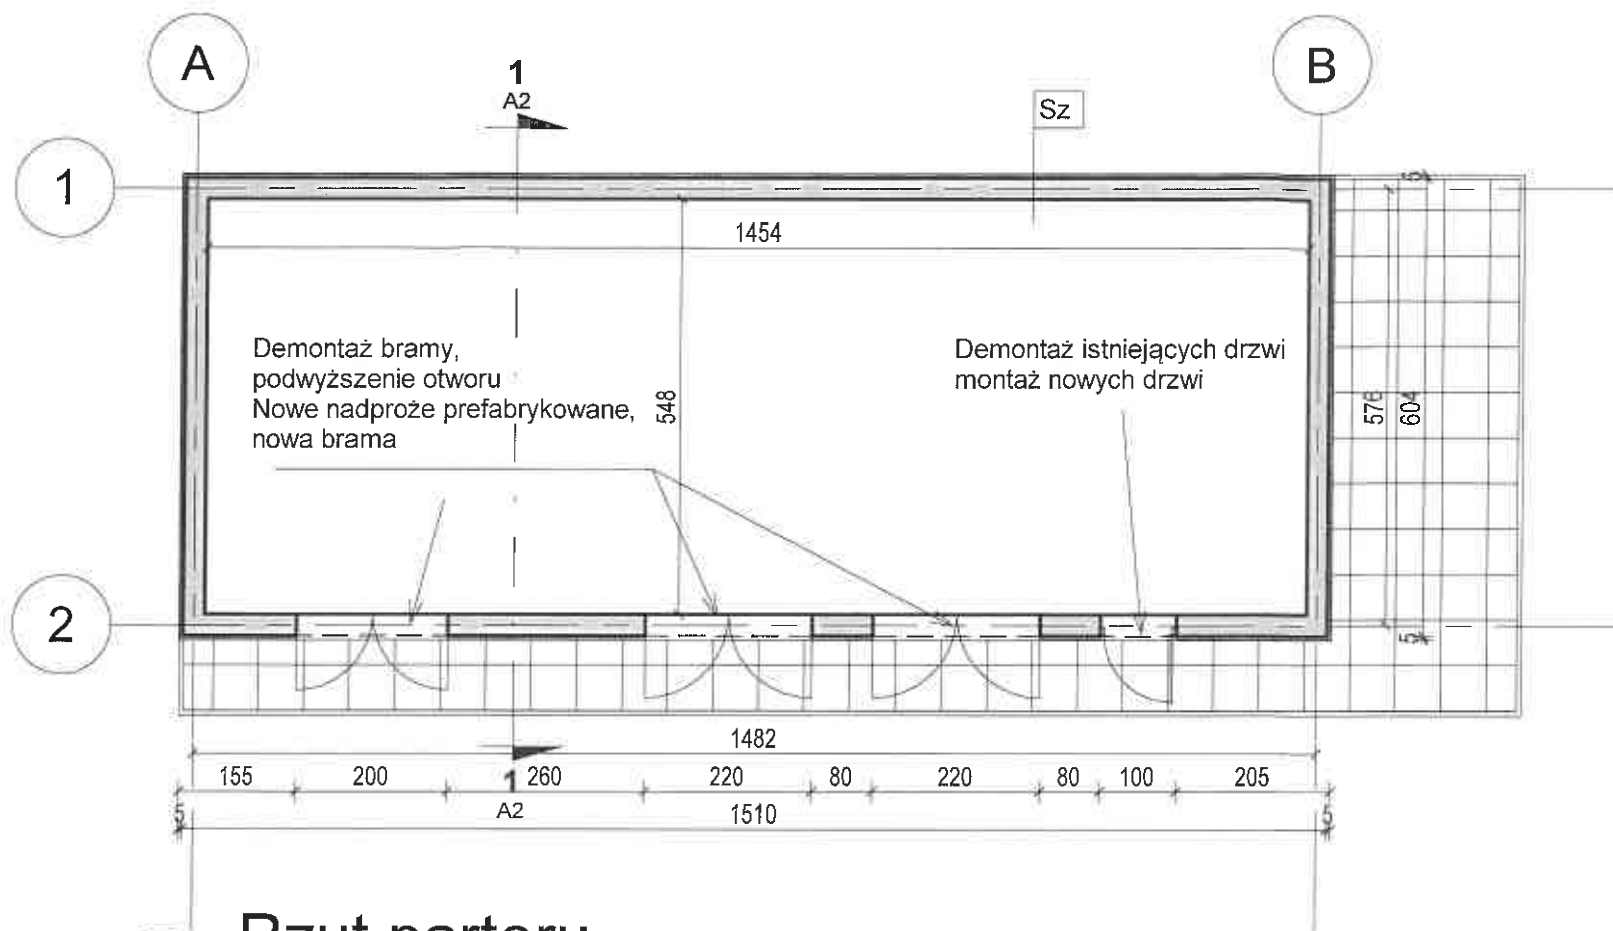 A
B
1
A2
Sz
1
5
1454
Demontaż bramy,
podwyższenie otworu
Nowe nadproże prefabrykowane,
nowa brama
548
Demontaż istniejących drzwi
montaż nowych drzwi
576
604
2
5
1482
155
200
1
260
220
80
220
80
100
205
5
A2
1510
5
Rzut parteru